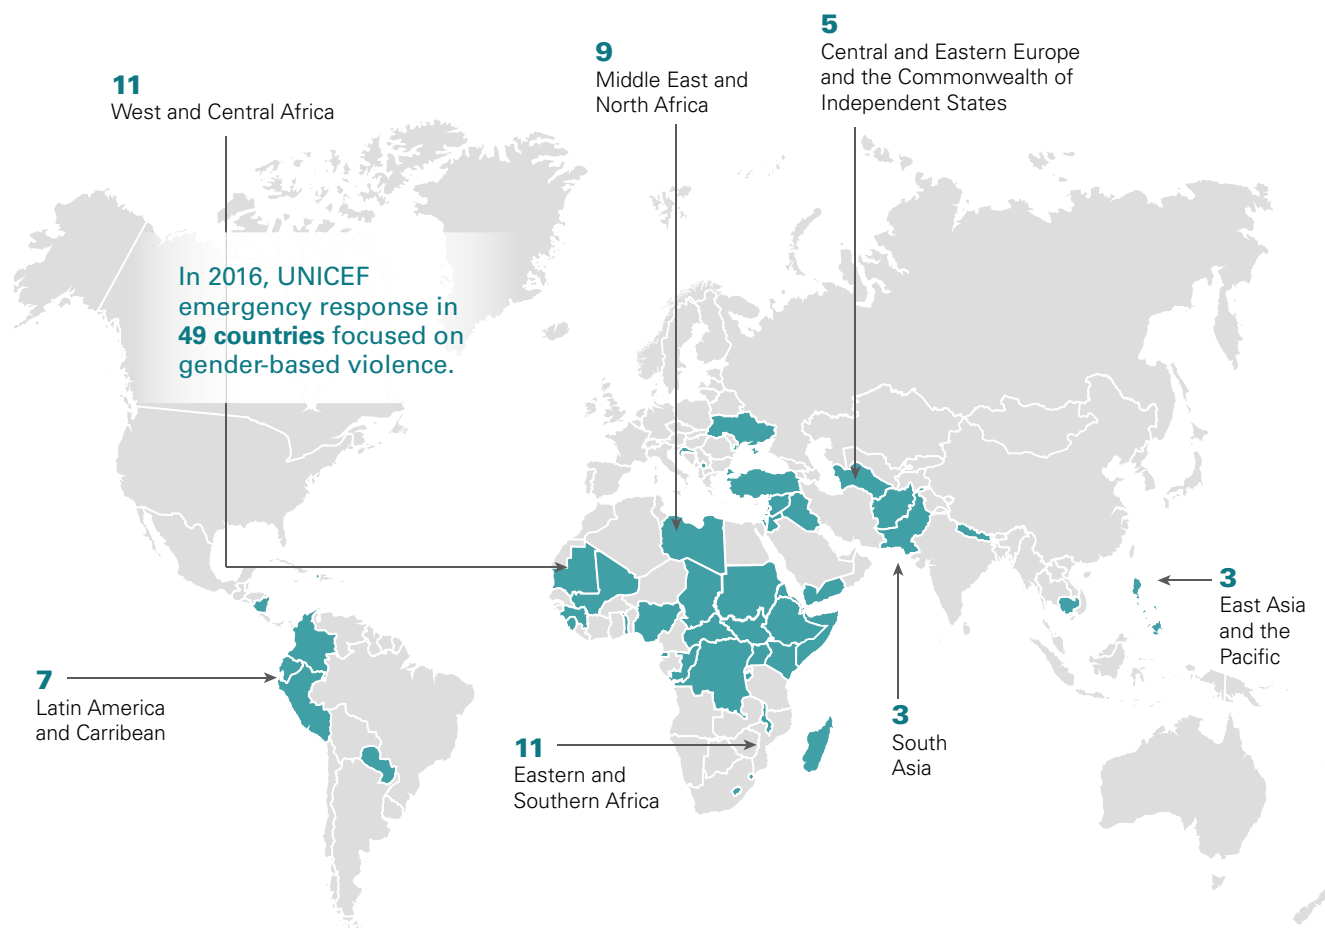 5
Central and Eastern Europe
and the Commonwealth of
Independent States
9
Middle East and
North Africa
11
West and Central Africa
In 2016, UNICEF
emergency response in
49 countries focused on
gender-based violence.
3
East Asia
and the
Pacific
7
Latin America
and Carribean
3
South
Asia
11
Eastern and
Southern Africa